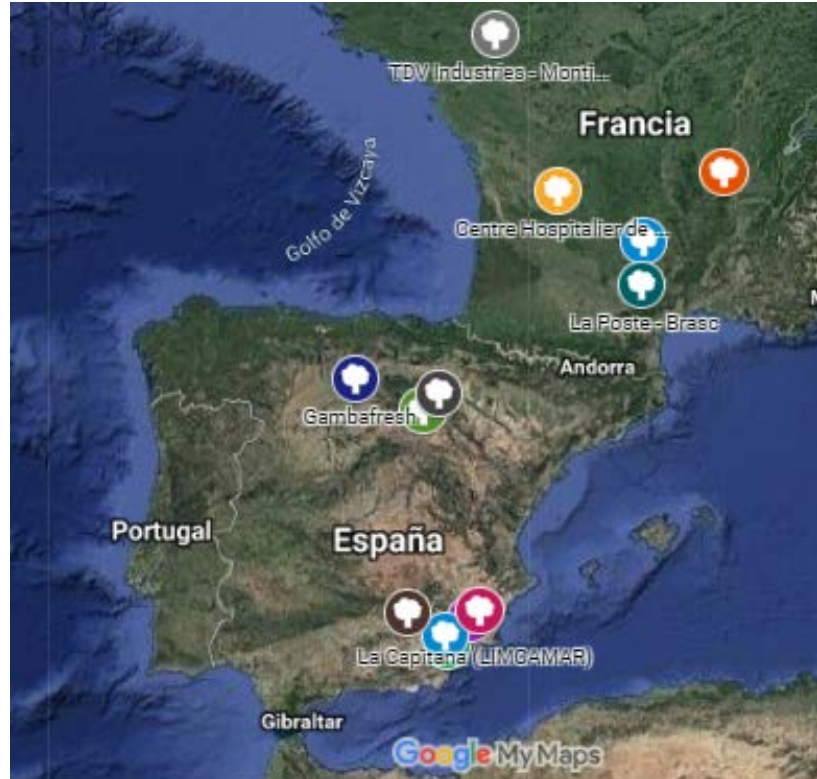 TDV Industries - Monti...
Francia
Golfo de Vizcaya
Centre Hospitalier de ...
La Poste - Brasc
Andorra
Gambafresh
Portugal
España
La Capitana (LIMCAMAR)
Gibraltar
Google My Maps